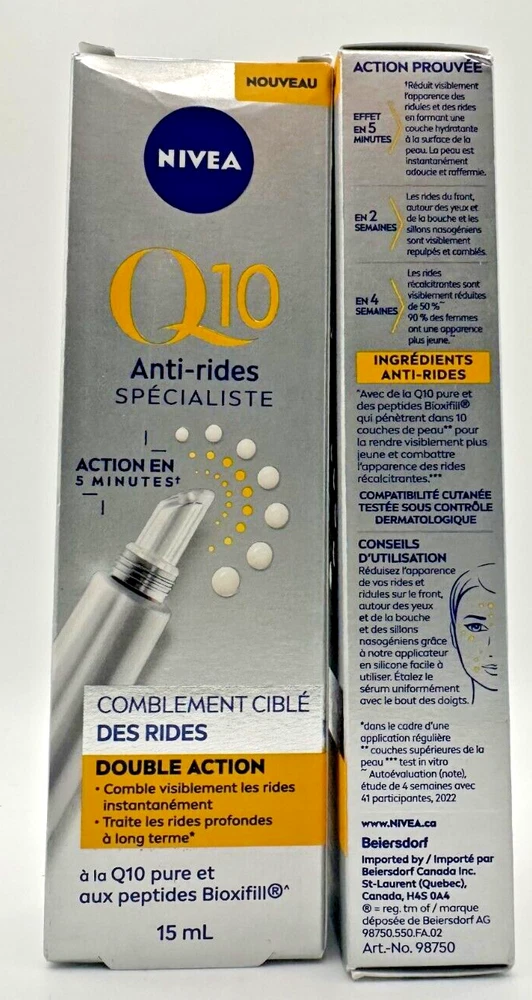 NOUVEAU
NIVEA
Q10
Anti-rides
SPÉCIALISTE
ACTION EN
5 MINUTES†
COMBLEMENT CIBLÉ
DES RIDES
DOUBLE ACTION
• Comble visiblement les rides
instantanément
• Traite les rides profondes
à long terme*
à la Q10 pure et
aux peptides Bioxifill®^
15 mL
ACTION PROUVÉE
EFFET
EN 5
MINUTES
†Réduit visiblement
l'apparence des
ridules et des rides
en formant une
couche hydratante
à la surface de la
peau. La peau est
instantanément
adoucie et raffermie.
EN 2
SEMAINES
Les rides du front,
autour des yeux et
de la bouche et les
sillons nasogéniens
sont visiblement
repulpés et comblés.
EN 4
SEMAINES
Les rides
récalcitrantes sont
visiblement réduites
de 50 %~
90 % des femmes
ont une apparence
plus jeune.~
INGRÉDIENTS
ANTI-RIDES
^Avec de la Q10 pure et
des peptides Bioxifill®
qui pénètrent dans 10
couches de peau** pour
la rendre visiblement plus
jeune et combattre
l'apparence des rides
récalcitrantes.***
COMPATIBILITÉ CUTANÉE
TESTÉE SOUS CONTRÔLE
DERMATOLOGIQUE
CONSEILS
D'UTILISATION
Réduisez l'apparence
de vos rides et
ridules sur le front,
autour des yeux
et de la bouche
et des sillons
nasogéniens grâce
à notre applicateur
en silicone facile à
utiliser. Étalez le
sérum uniformément
avec le bout des doigts.
*dans le cadre d'une
application régulière
** couches supérieures de la
peau *** test in vitro
~ Autoévaluation (note),
étude de 4 semaines avec
41 participantes, 2022
www.NIVEA.ca
Beiersdorf
Imported by / Importé par
Beiersdorf Canada Inc.
St-Laurent (Quebec),
Canada, H4S 0A4
® = reg. tm of / marque
déposée de Beiersdorf AG
98750.550.FA.02
Art.-No. 98750